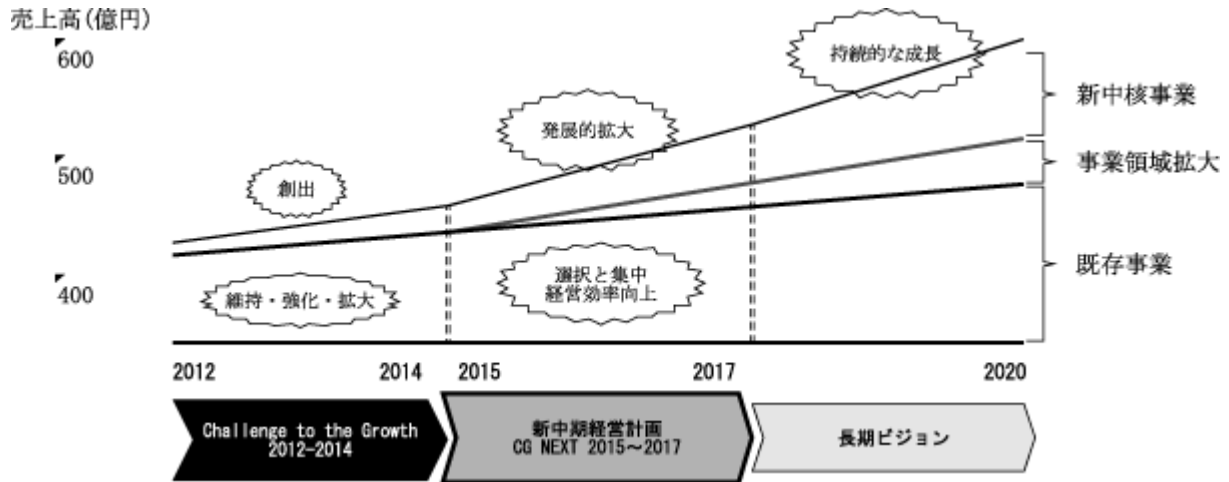 売上高(億円)
600
持続的な成長
新中核事業
発展的拡大
事業領域拡大
500
創出
既存事業
選択と集中
経営効率向上
400
維持・強化・拡大
2012
2014
2015
2017
2020
Challenge to the Growth
2012-2014
新中期経営計画
CG NEXT 2015～2017
長期ビジョン